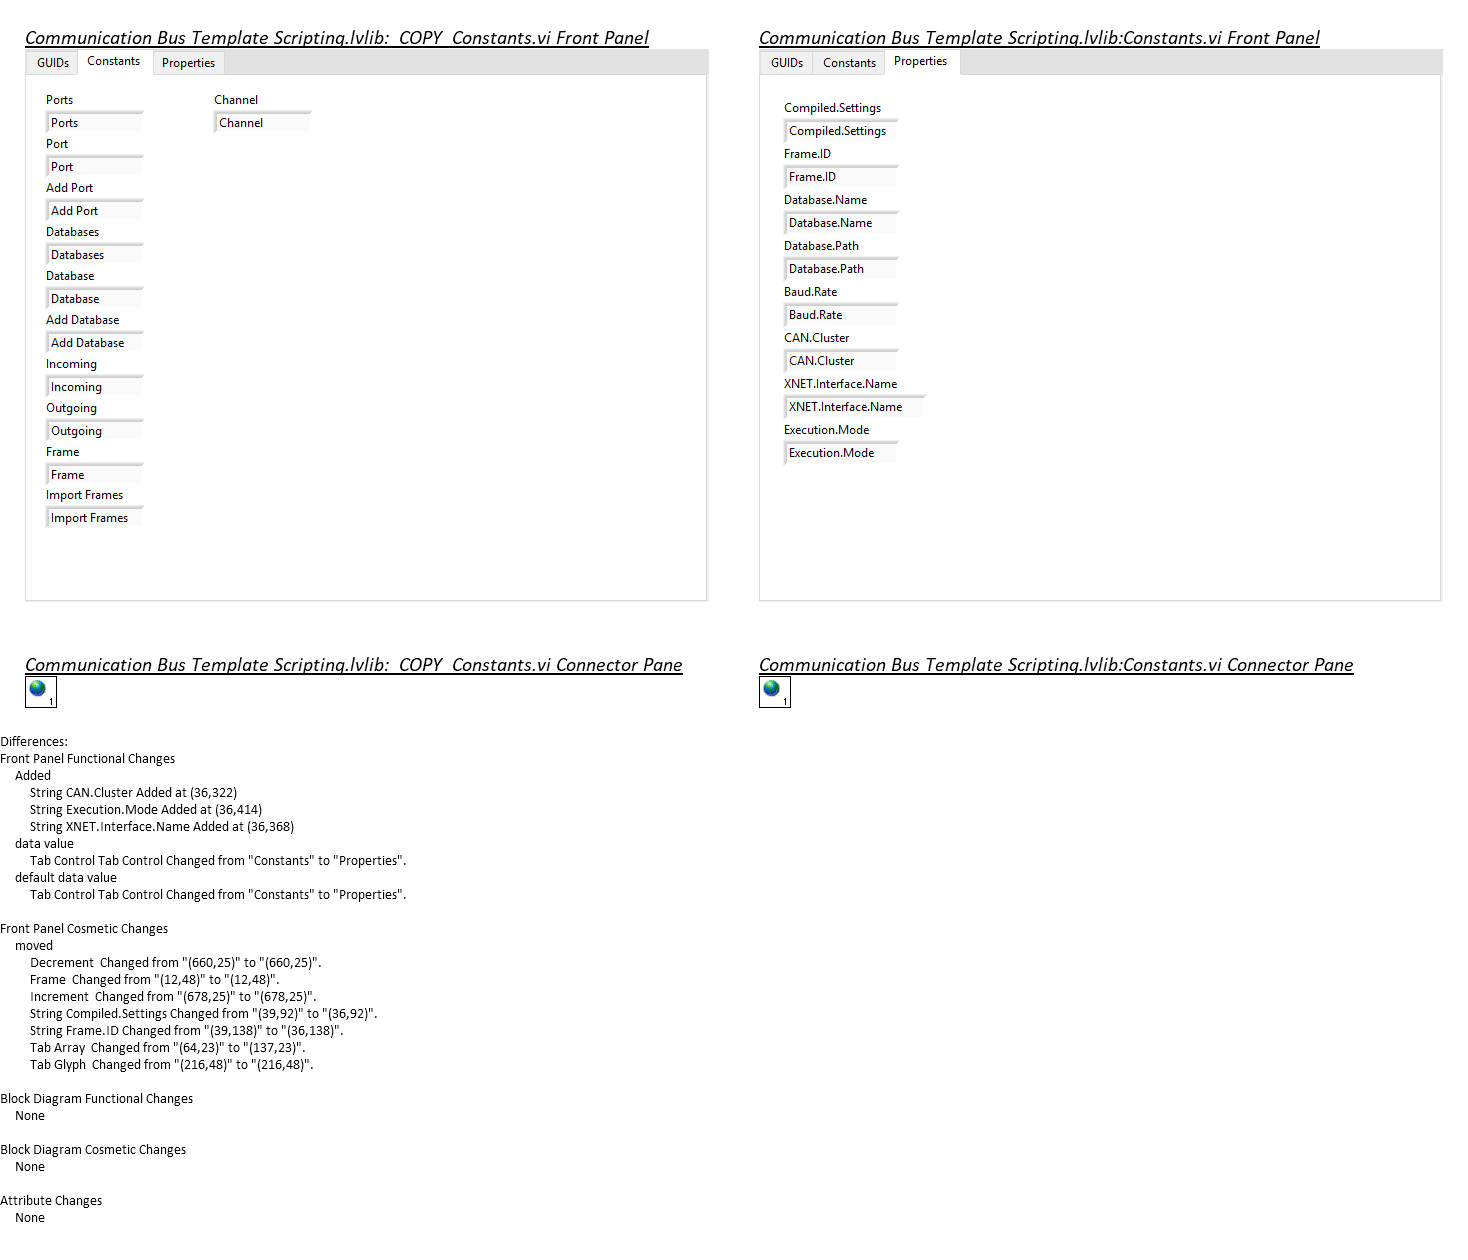 Communication Bus Template Scripting.lvlib:_COPY_Constants.vi Front Panel
GUIDs Constants Properties
Ports
Ports
Port
Port
Add Port
Add Port
Databases
Databases
Database
Database
Add Database
Add Database
Incoming
Incoming
Outgoing
Outgoing
Frame
Frame
Import Frames
Import Frames
Channel
Channel
Communication Bus Template Scripting.lvlib:Constants.vi Front Panel
GUIDs Constants Properties
Compiled.Settings
Compiled.Settings
Frame.ID
Frame.ID
Database.Name
Database.Name
Database.Path
Database.Path
Baud.Rate
Baud.Rate
CAN.Cluster
CAN.Cluster
XNET.Interface.Name
XNET.Interface.Name
Execution.Mode
Execution.Mode
Communication Bus Template Scripting.lvlib:_COPY_Constants.vi Connector Pane
1
Communication Bus Template Scripting.lvlib:Constants.vi Connector Pane
1
Differences:
Front Panel Functional Changes
Added
String CAN.Cluster Added at (36,322)
String Execution.Mode Added at (36,414)
String XNET.Interface.Name Added at (36,368)
data value
Tab Control Tab Control Changed from "Constants" to "Properties".
default data value
Tab Control Tab Control Changed from "Constants" to "Properties".
Front Panel Cosmetic Changes
moved
Decrement  Changed from "(660,25)" to "(660,25)".
Frame  Changed from "(12,48)" to "(12,48)".
Increment  Changed from "(678,25)" to "(678,25)".
String Compiled.Settings Changed from "(39,92)" to "(36,92)".
String Frame.ID Changed from "(39,138)" to "(36,138)".
Tab Array  Changed from "(64,23)" to "(137,23)".
Tab Glyph  Changed from "(216,48)" to "(216,48)".
Block Diagram Functional Changes
None
Block Diagram Cosmetic Changes
None
Attribute Changes
None